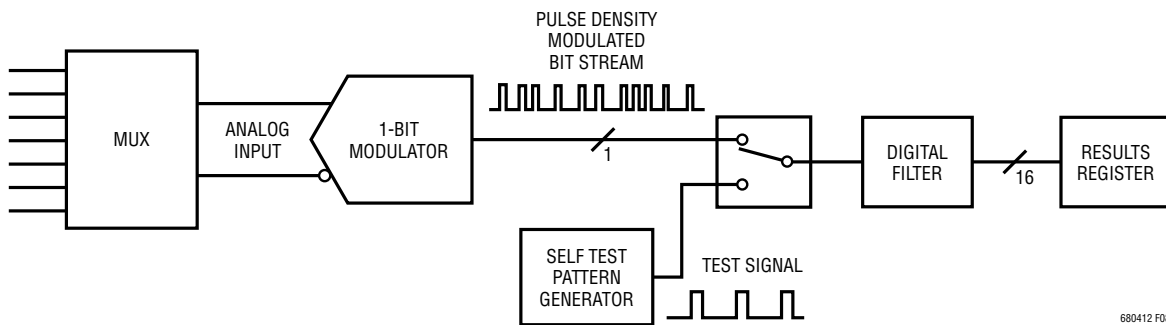 PULSE DENSITY
MODULATED
BIT STREAM
MUX
ANALOG
INPUT
1-BIT
MODULATOR
1
DIGITAL
FILTER
16
RESULTS
REGISTER
SELF TEST
PATTERN
GENERATOR
TEST SIGNAL